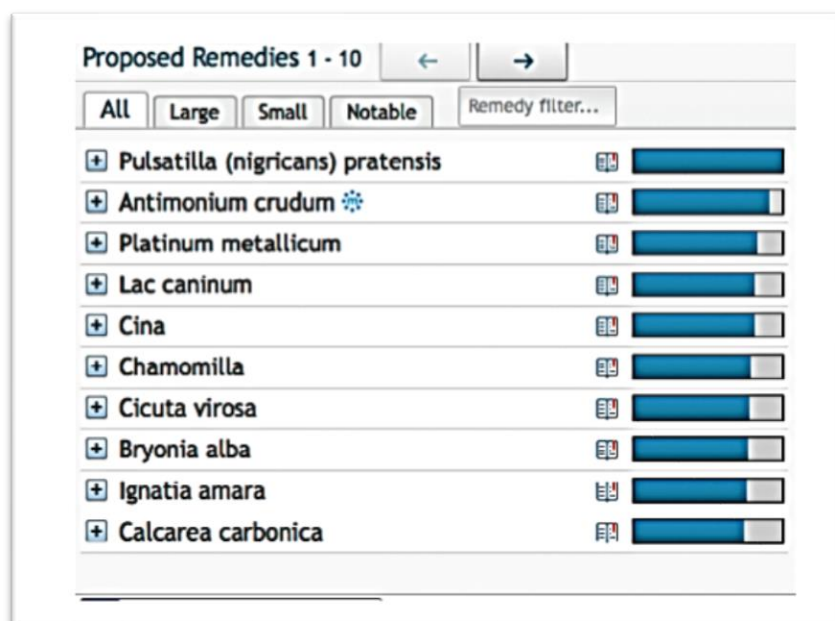 Proposed Remedies 1 - 10 ← →
All Large Small Notable Remedy filter...
Pulsatilla (nigricans) pratensis
Antimonium crudum
Platinum metallicum
Lac caninum
Cina
Chamomilla
Cicuta virosa
Bryonia alba
Ignatia amara
Calcarea carbonica